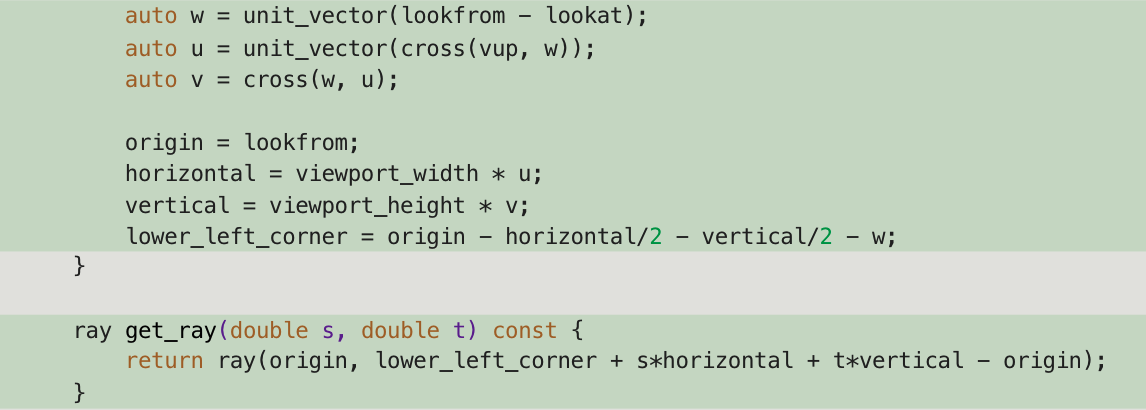 auto w = unit_vector(lookfrom - lookat);
auto u = unit_vector(cross(vup, w));
auto v = cross(w, u);
origin = lookfrom;
horizontal = viewport_width * u;
vertical = viewport_height * v;
lower_left_corner = origin - horizontal/2 - vertical/2 - w;
}
ray get_ray(double s, double t) const {
return ray(origin, lower_left_corner + s*horizontal + t*vertical - origin);
}